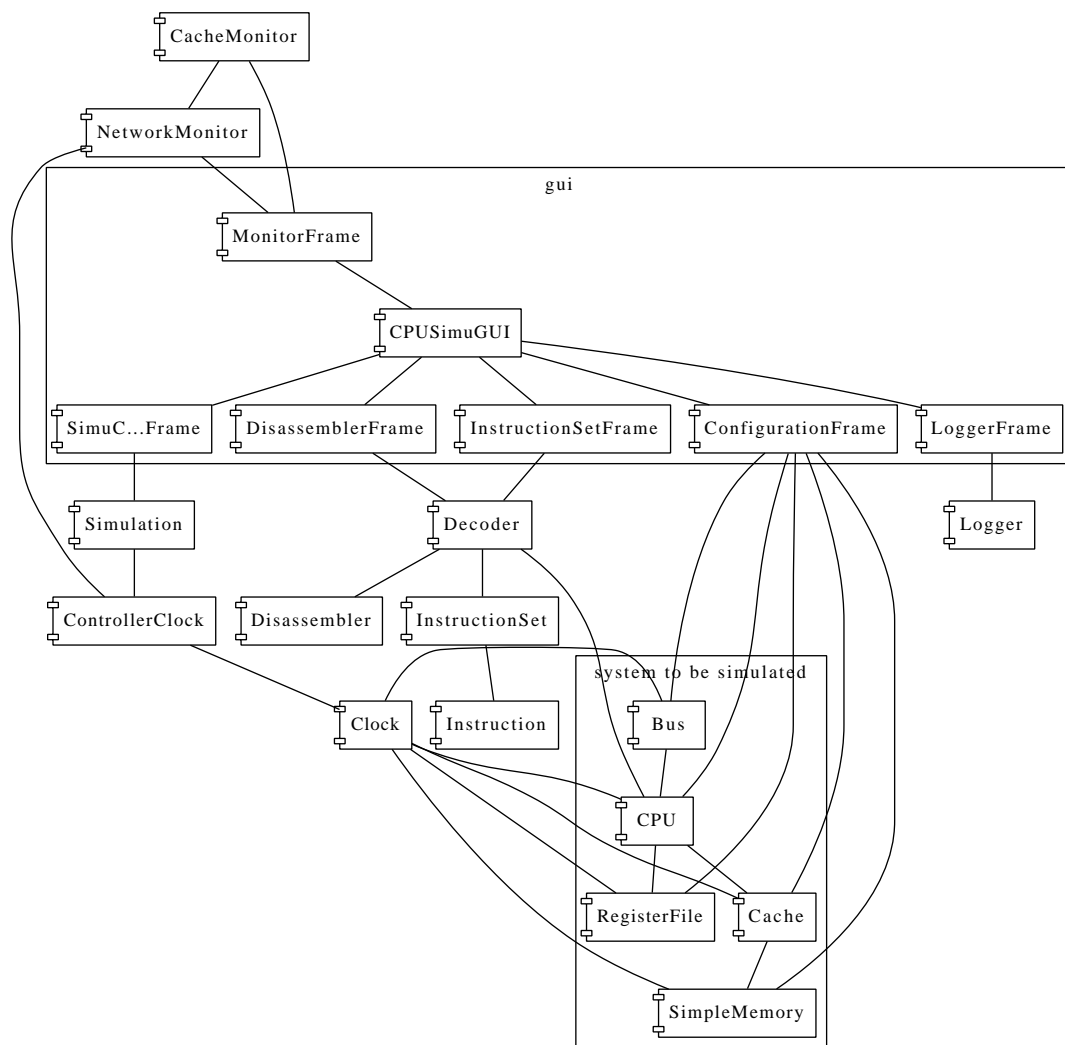 CacheMonitor
NetworkMonitor
gui
MonitorFrame
CPUSimuGUI
SimuC...Frame
DisassemblerFrame
InstructionSetFrame
ConfigurationFrame
LoggerFrame
Simulation
Decoder
Logger
ControllerClock
Disassembler
InstructionSet
system to be simulated
Clock
Instruction
Bus
CPU
RegisterFile
Cache
SimpleMemory